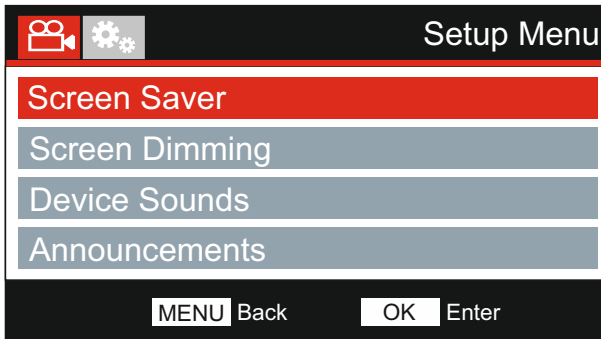 Setup Menu
Screen Saver
Screen Dimming
Device Sounds
Announcements
MENU Back OK Enter